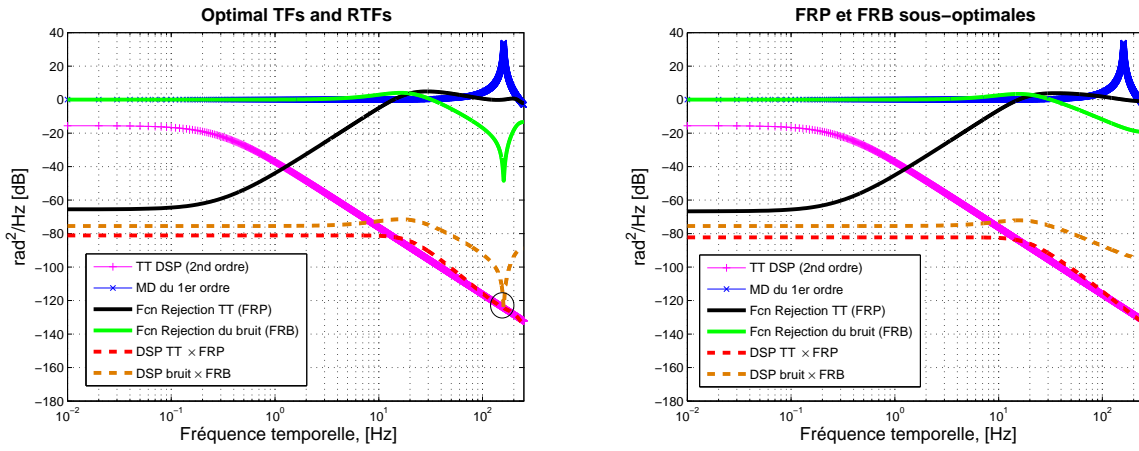 Optimal TFs and RTFs
40
20
0
−20
−40
−60
−80
−100
−120
−140
−160
−180
rad²/Hz [dB]
TT DSP (2nd ordre)
MD du 1er ordre
Fcn Rejection TT (FRP)
Fcn Rejection du bruit (FRB)
DSP TT × FRP
DSP bruit × FRB
10⁻² 10⁻¹ 10⁰ 10¹ 10²
Fréquence temporelle, [Hz]
FRP et FRB sous−optimales
40
20
0
−20
−40
−60
−80
−100
−120
−140
−160
−180
rad²/Hz [dB]
TT DSP (2nd ordre)
MD du 1er ordre
Fcn Rejection TT (FRP)
Fcn Rejection du bruit (FRB)
DSP TT × FRP
DSP bruit × FRB
10⁻² 10⁻¹ 10⁰ 10¹ 10²
Fréquence temporelle, [Hz]